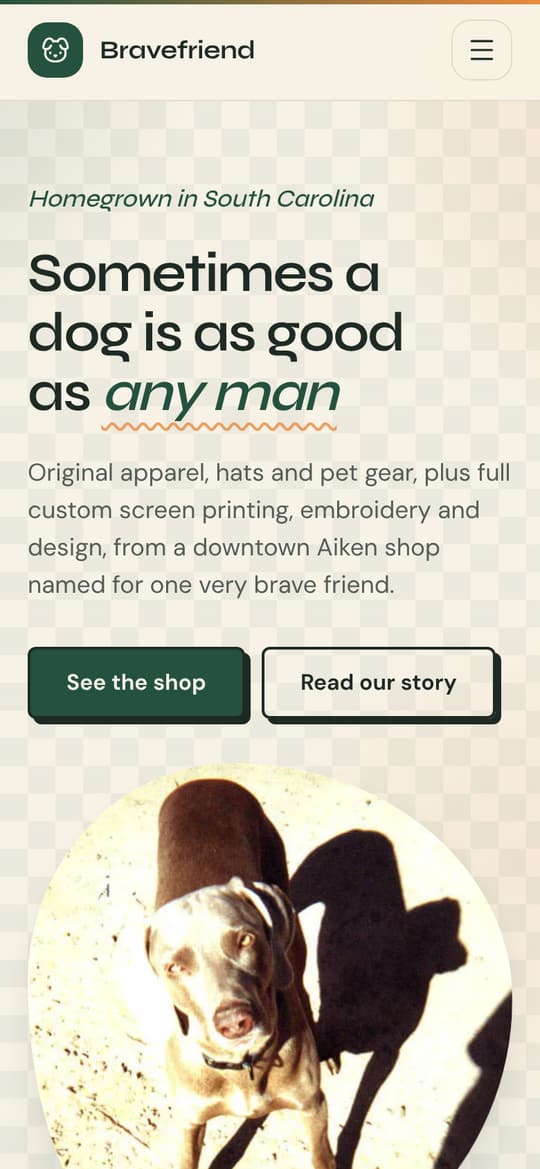 Bravefriend
Homegrown in South Carolina
Sometimes a
dog is as good
as any man
Original apparel, hats and pet gear, plus full
custom screen printing, embroidery and
design, from a downtown Aiken shop
named for one very brave friend.
See the shop
Read our story